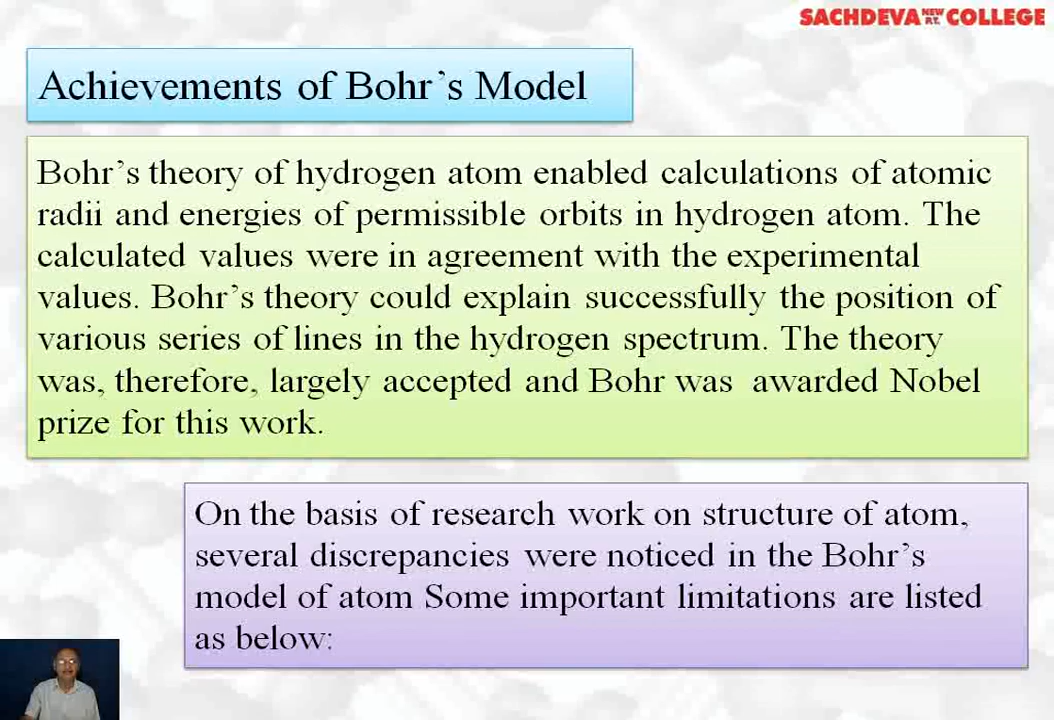 SACHDEVA NEW P.T. COLLEGE
Achievements of Bohr's Model
Bohr's theory of hydrogen atom enabled calculations of atomic
radii and energies of permissible orbits in hydrogen atom. The
calculated values were in agreement with the experimental
values. Bohr's theory could explain successfully the position of
various series of lines in the hydrogen spectrum. The theory
was, therefore, largely accepted and Bohr was awarded Nobel
prize for this work.
On the basis of research work on structure of atom,
several discrepancies were noticed in the Bohr's
model of atom Some important limitations are listed
as below: